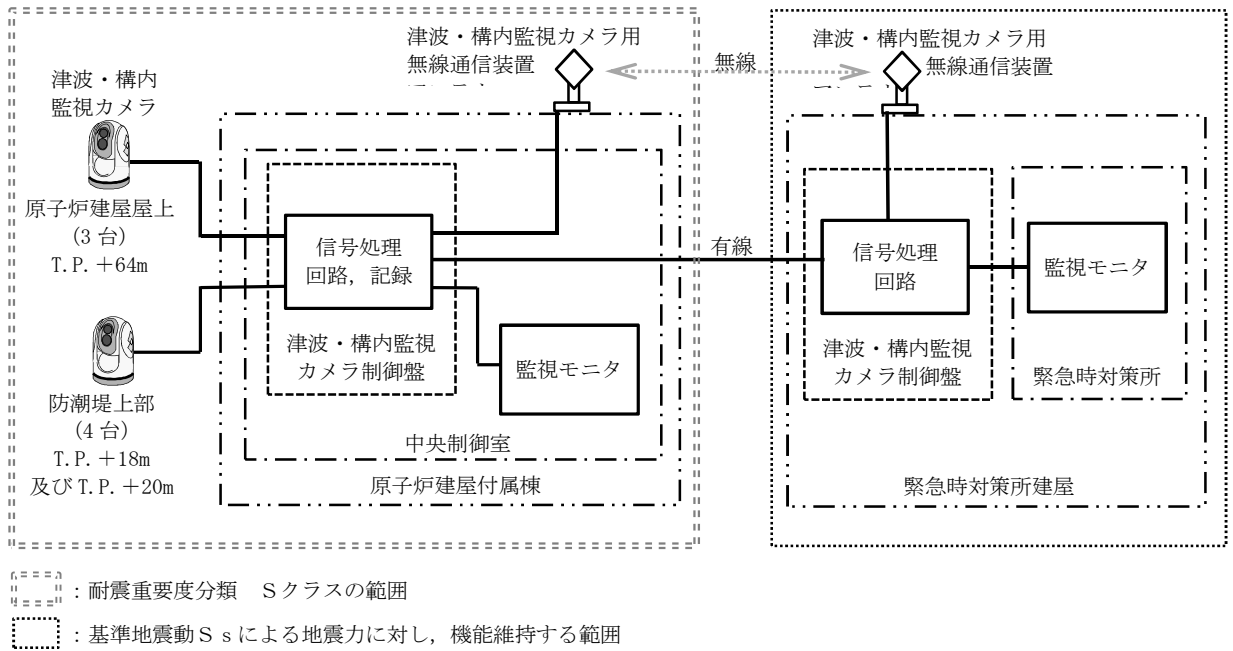 津波・構内監視カメラ用
無線通信装置
無線
津波・構内監視カメラ用
無線通信装置
津波・構内
監視カメラ
原子炉建屋屋上
(3 台)
T.P.＋64m
防潮堤上部
(4 台)
T.P.＋18m
及び T.P.＋20m
信号処理
回路，記録
津波・構内監視
カメラ制御盤
監視モニタ
中央制御室
原子炉建屋付属棟
有線
信号処理
回路
津波・構内監視
カメラ制御盤
監視モニタ
緊急時対策所
緊急時対策所建屋
：耐震重要度分類　Ｓクラスの範囲
：基準地震動Ｓｓによる地震力に対し，機能維持する範囲